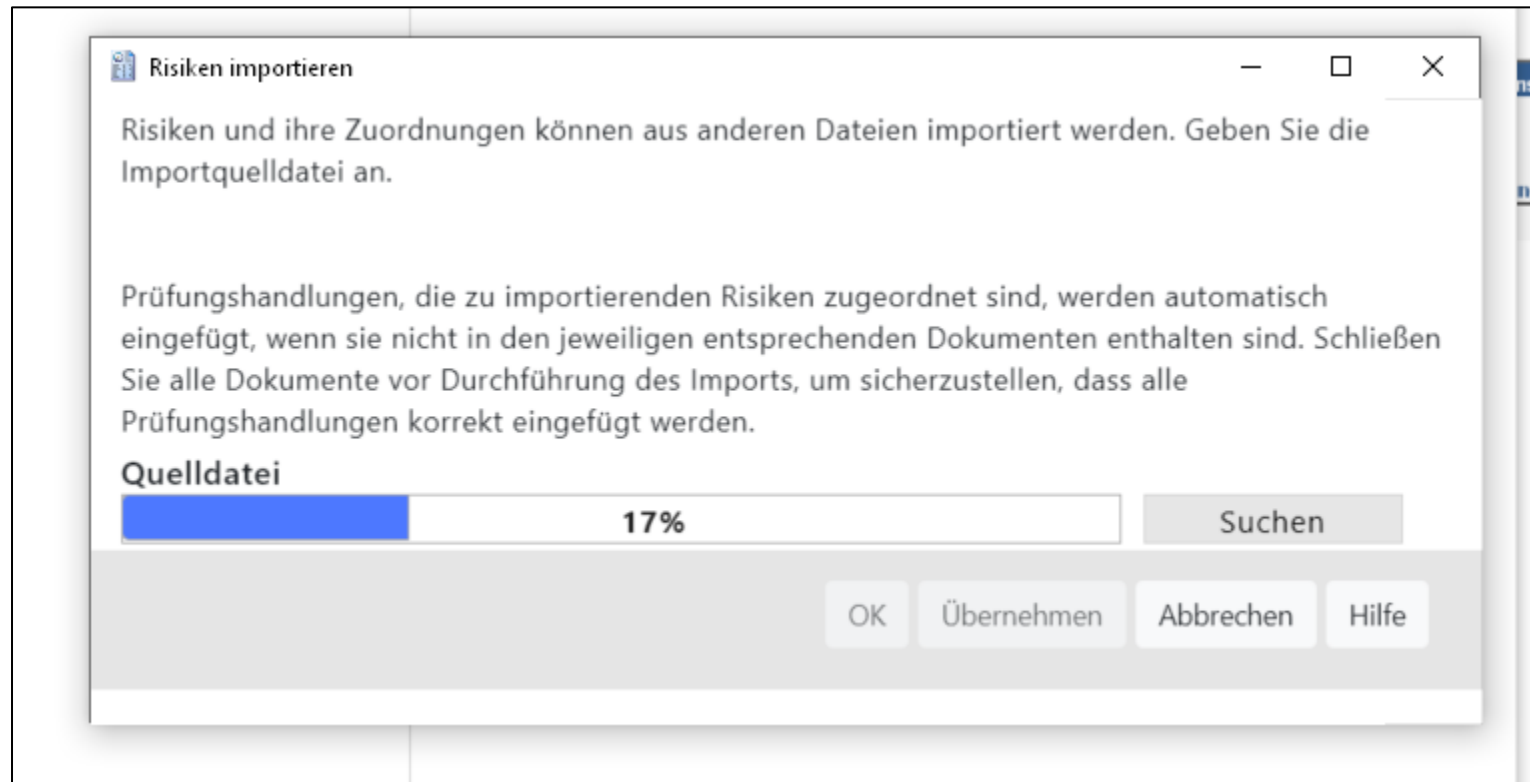 Risiken importieren
Risiken und ihre Zuordnungen können aus anderen Dateien importiert werden. Geben Sie die
Importquelldatei an.
Prüfungshandlungen, die zu importierenden Risiken zugeordnet sind, werden automatisch
eingefügt, wenn sie nicht in den jeweiligen entsprechenden Dokumenten enthalten sind. Schließen
Sie alle Dokumente vor Durchführung des Imports, um sicherzustellen, dass alle
Prüfungshandlungen korrekt eingefügt werden.
Quelldatei
17% Suchen
OK Übernehmen Abbrechen Hilfe